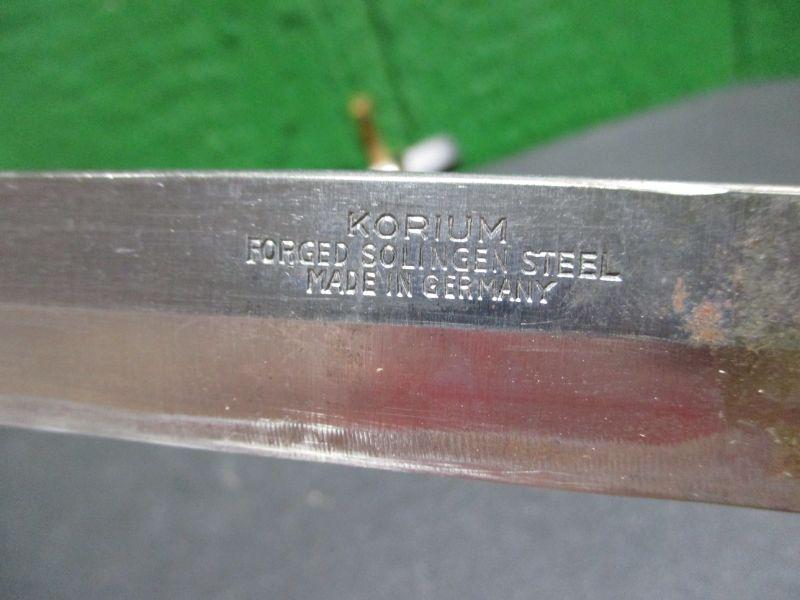 KORIUM
FORGED SOLINGEN STEEL
MADE IN GERMANY